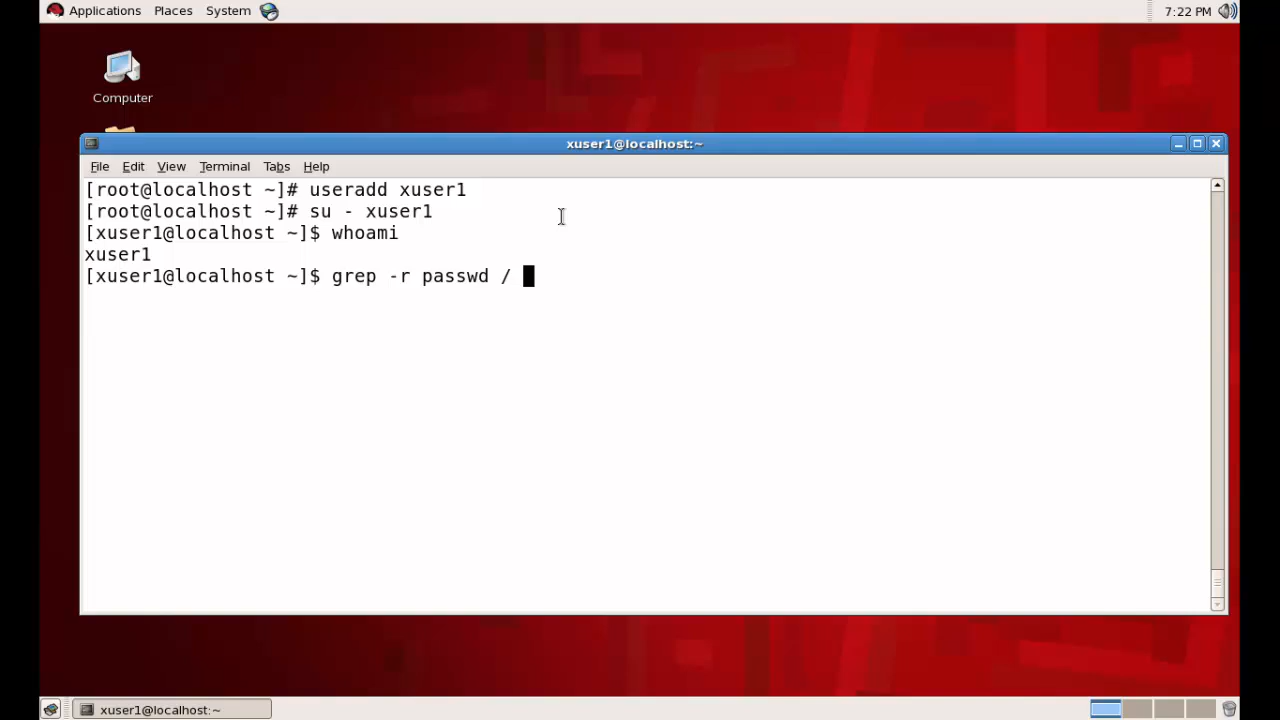 Applications Places System 7:22 PM
Computer
xuser1@localhost:~
File Edit View Terminal Tabs Help
[root@localhost ~]# useradd xuser1
[root@localhost ~]# su - xuser1
[xuser1@localhost ~]$ whoami
xuser1
[xuser1@localhost ~]$ grep -r passwd /
xuser1@localhost:~